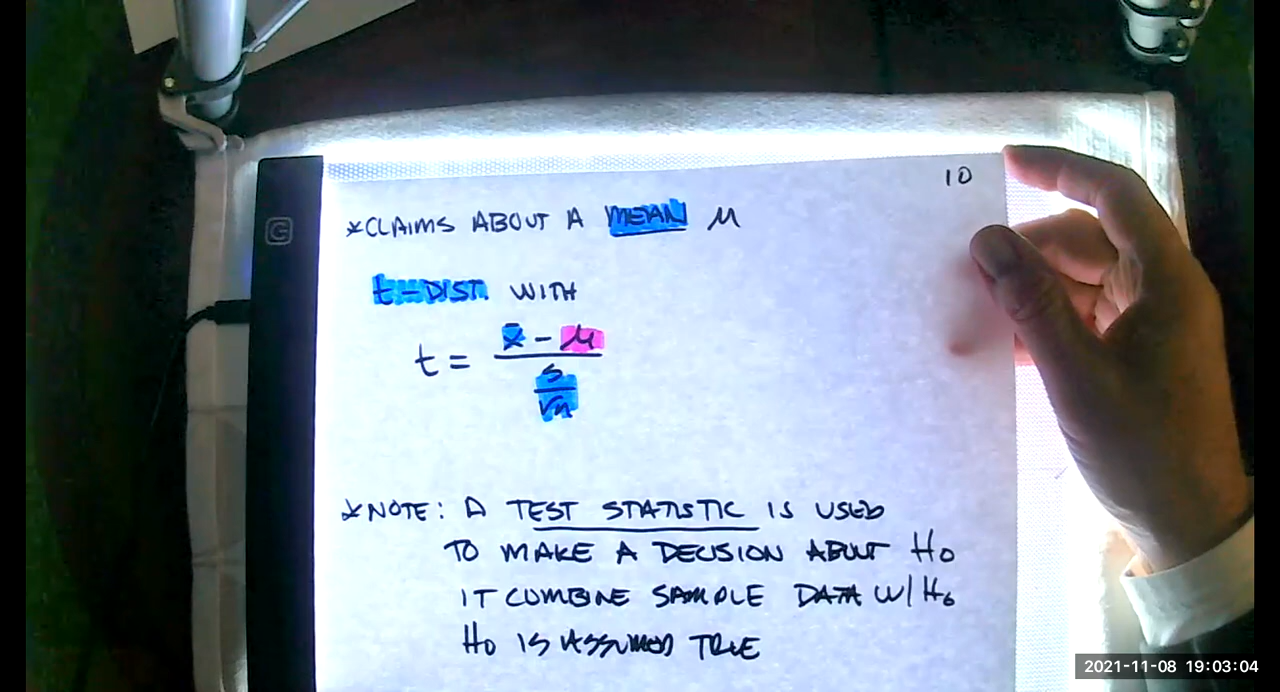 10
*CLAIMS ABOUT A MEAN μ
t-DIST. WITH
t = x̄ - μ
s
√n
*NOTE: A TEST STATISTIC IS USED
TO MAKE A DECISION ABOUT H₀
IT COMBINE SAMPLE DATA W/ H₀
H₀ IS ASSUMED TRUE
2021-11-08 19:03:04